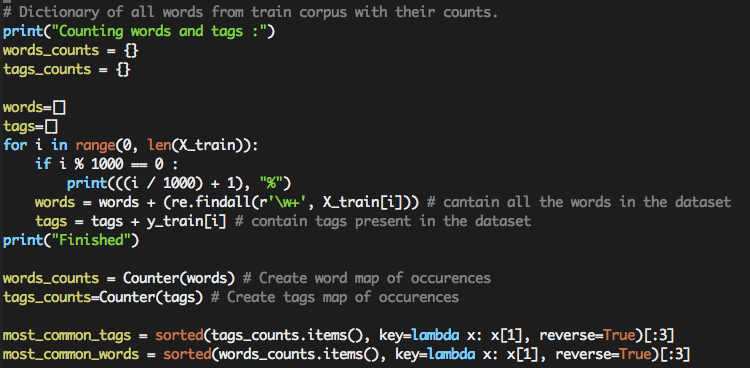 # Dictionary of all words from train corpus with their counts.
print("Counting words and tags :")
words_counts = {}
tags_counts = {}

words=[]
tags=[]
for i in range(0, len(X_train)):
    if i % 1000 == 0 :
        print(((i / 1000) + 1), "%")
    words = words + (re.findall(r'\w+', X_train[i])) # cantain all the words in the dataset
    tags = tags + y_train[i] # contain tags present in the dataset
print("Finished")

words_counts = Counter(words) # Create word map of occurences
tags_counts=Counter(tags) # Create tags map of occurences

most_common_tags = sorted(tags_counts.items(), key=lambda x: x[1], reverse=True)[:3]
most_common_words = sorted(words_counts.items(), key=lambda x: x[1], reverse=True)[:3]